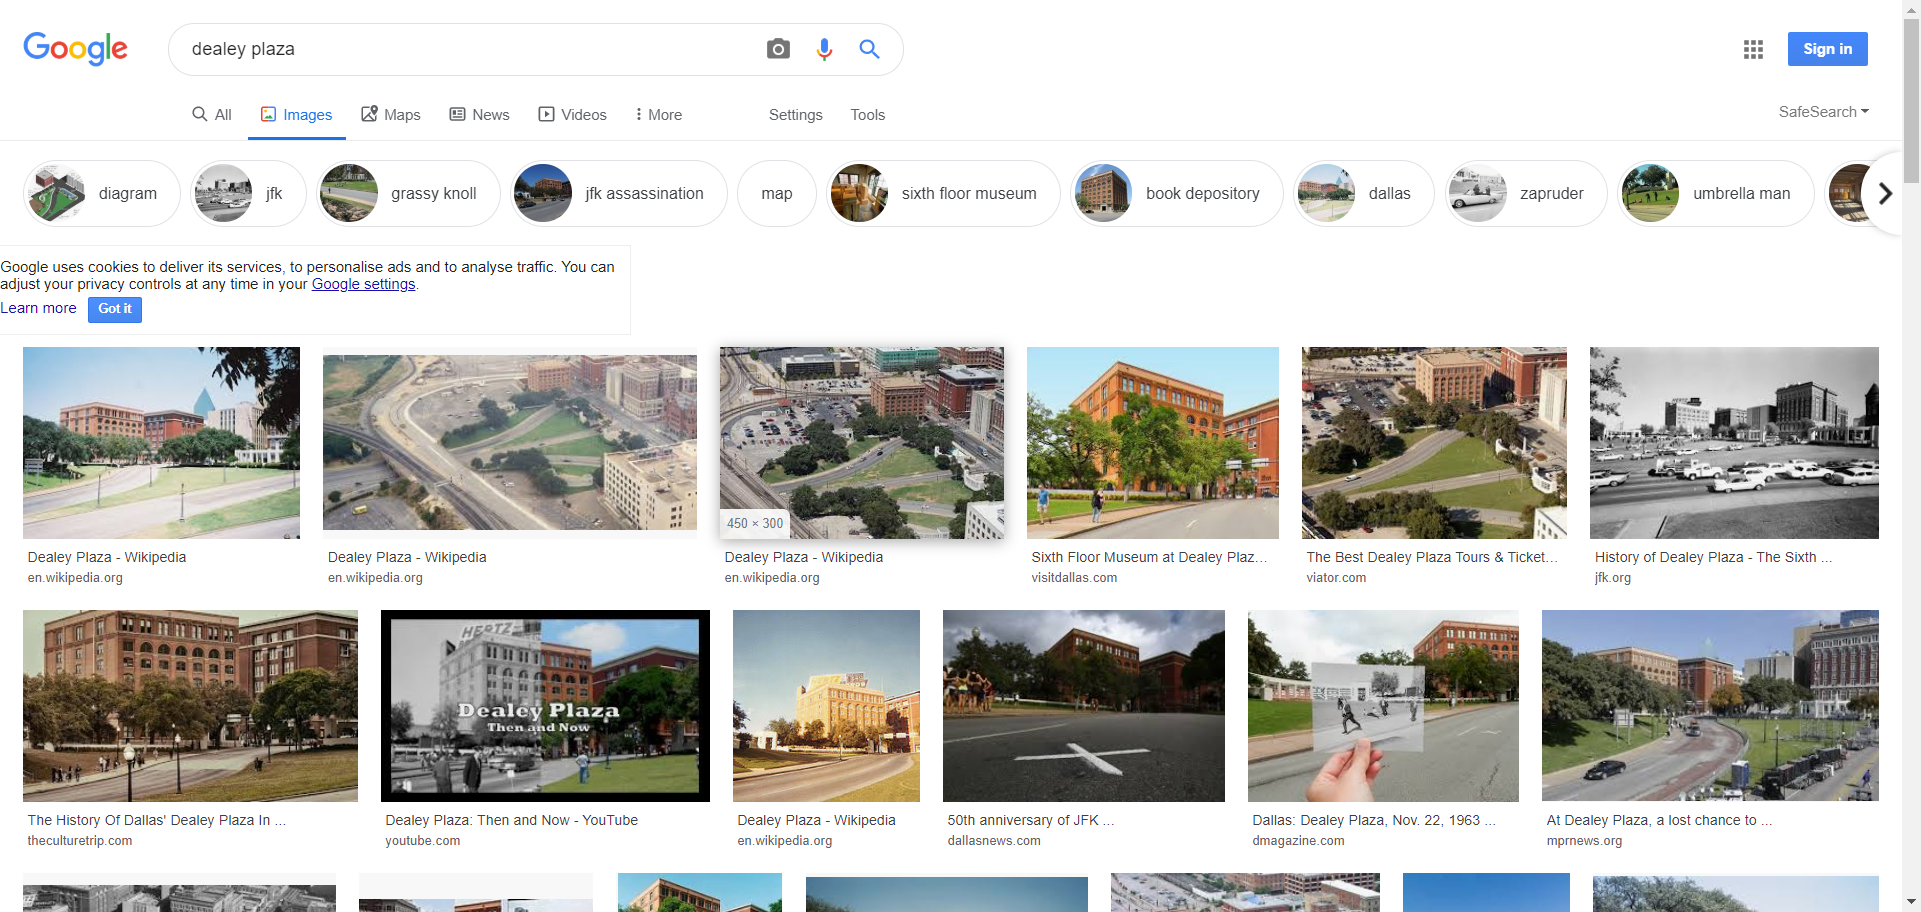 Google
dealey plaza
Sign in
All
Images
Maps
News
Videos
More
Settings
Tools
SafeSearch
diagram
jfk
grassy knoll
jfk assassination
map
sixth floor museum
book depository
dallas
zapruder
umbrella man
Google uses cookies to deliver its services, to personalise ads and to analyse traffic. You can
adjust your privacy controls at any time in your Google settings.
Learn more
Got it
450 × 300
Dealey Plaza - Wikipedia
en.wikipedia.org
Dealey Plaza - Wikipedia
en.wikipedia.org
Dealey Plaza - Wikipedia
en.wikipedia.org
Sixth Floor Museum at Dealey Plaz...
visitdallas.com
The Best Dealey Plaza Tours & Ticket...
viator.com
History of Dealey Plaza - The Sixth ...
jfk.org
HERTZ
Dealey Plaza
Then and Now
The History Of Dallas' Dealey Plaza In ...
theculturetrip.com
Dealey Plaza: Then and Now - YouTube
youtube.com
Dealey Plaza - Wikipedia
en.wikipedia.org
50th anniversary of JFK ...
dallasnews.com
Dallas: Dealey Plaza, Nov. 22, 1963 ...
dmagazine.com
At Dealey Plaza, a lost chance to ...
mprnews.org